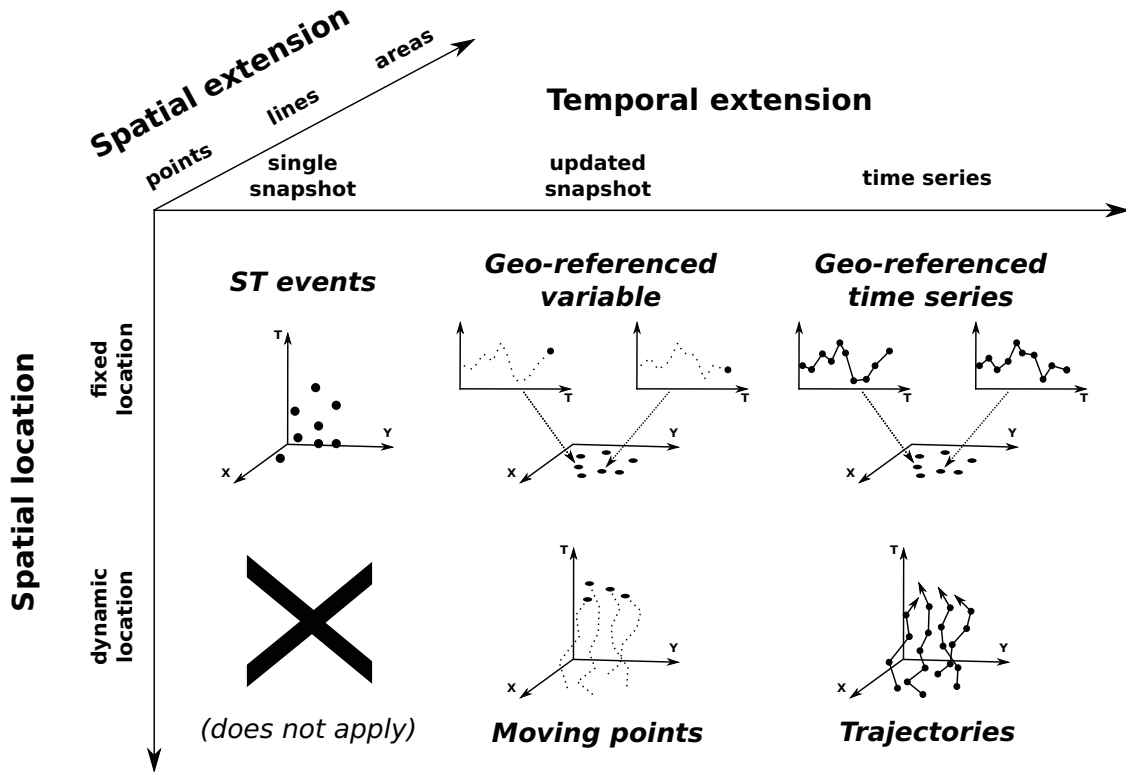 Spatial extension
points
lines
areas
Temporal extension
single
snapshot
updated
snapshot
time series
Spatial location
fixed
location
ST events
T
Y
X
Geo-referenced
variable
T
T
Y
X
Geo-referenced
time series
T
T
Y
X
dynamic
location
(does not apply)
T
Y
X
Moving points
T
Y
X
Trajectories